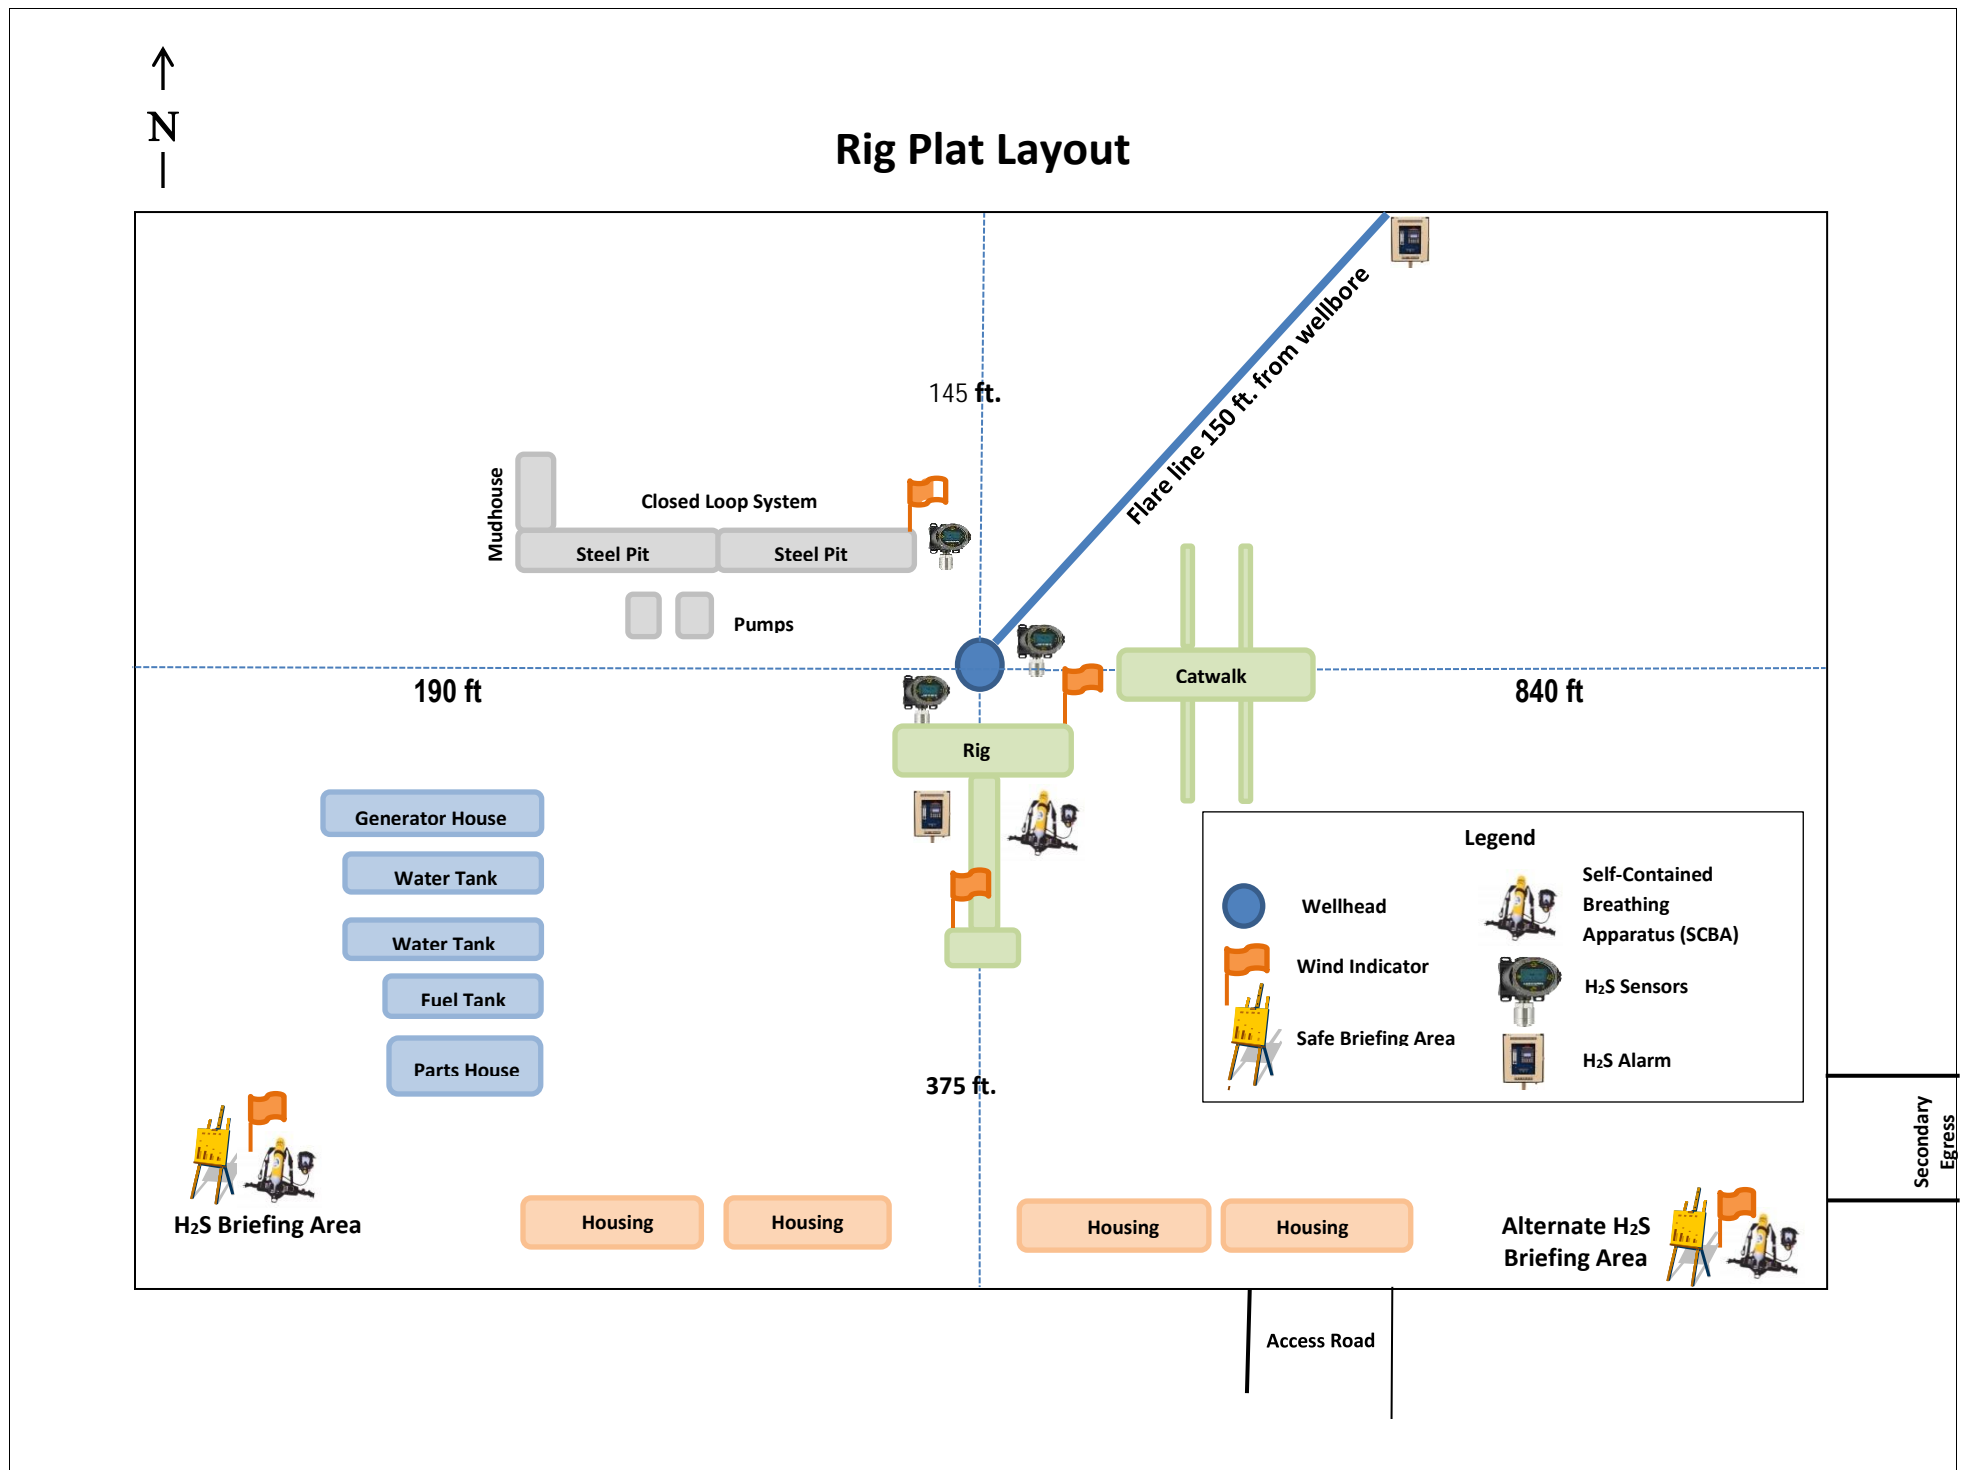 N
Rig Plat Layout
Flare line 150 ft. from wellbore
145 ft.
Mudhouse
Closed Loop System
Steel Pit
Steel Pit
Pumps
190 ft
Catwalk
840 ft
Rig
Generator House
Water Tank
Water Tank
Fuel Tank
Parts House
Legend
Wellhead
Wind Indicator
Safe Briefing Area
Self-Contained
Breathing
Apparatus (SCBA)
H2S Sensors
H2S Alarm
375 ft.
Secondary
Egress
H2S Briefing Area
Housing
Housing
Housing
Housing
Alternate H2S
Briefing Area
Access Road